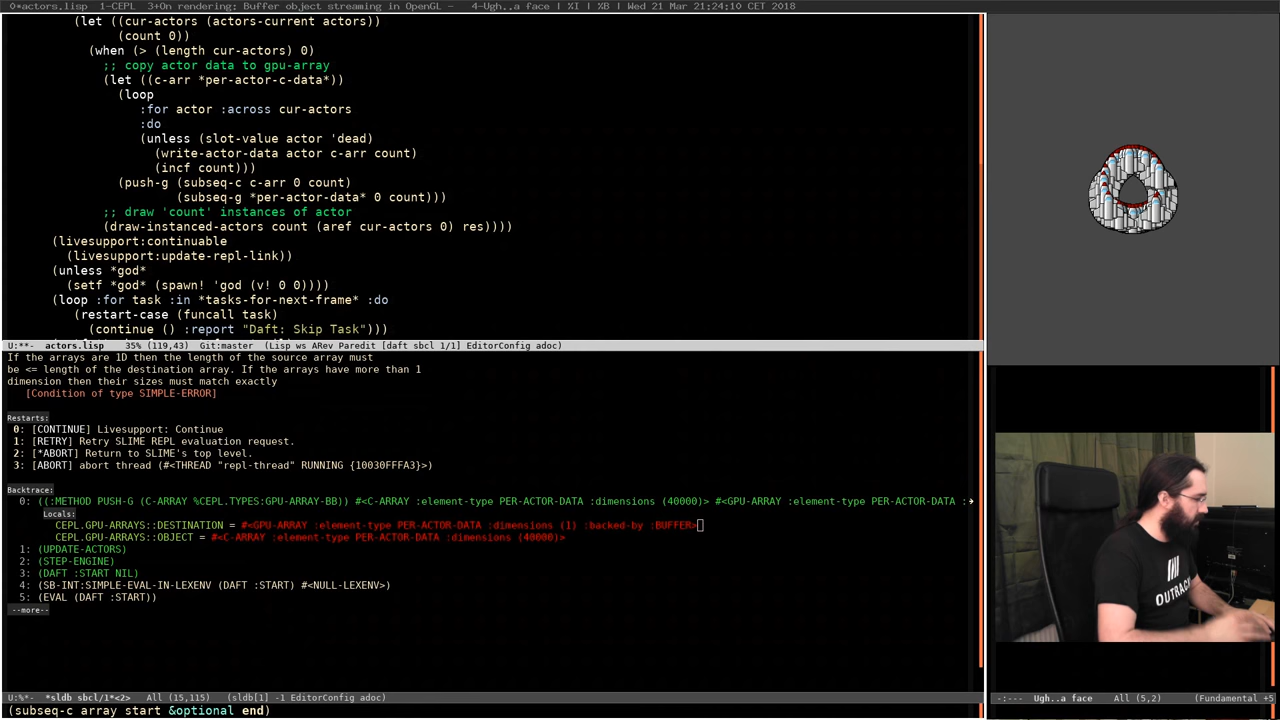 0*actors.lisp  1-CEPL  3+On rendering: Buffer object streaming in OpenGL -   4-Ugh..a face | %I | %B | Wed 21 Mar 21:24:10 CET 2018
(let ((cur-actors (actors-current actors))
(count 0))
(when (> (length cur-actors) 0)
;; copy actor data to gpu-array
(let ((c-arr *per-actor-c-data*))
(loop
:for actor :across cur-actors
:do
(unless (slot-value actor 'dead)
(write-actor-data actor c-arr count)
(incf count)))
(push-g (subseq-c c-arr 0 count)
(subseq-g *per-actor-data* 0 count)))
;; draw 'count' instances of actor
(draw-instanced-actors count (aref cur-actors 0) res))))
(livesupport:continuable
(livesupport:update-repl-link))
(unless *god*
(setf *god* (spawn! 'god (v! 0 0))))
(loop :for task :in *tasks-for-next-frame* :do
(restart-case (funcall task)
(continue () :report "Daft: Skip Task")))
U:**-  actors.lisp    35% (119,43)  Git:master  (Lisp ws ARev Paredit [daft sbcl 1/1] EditorConfig adoc)
If the arrays are 1D then the length of the source array must
be <= length of the destination array. If the arrays have more than 1
dimension then their sizes must match exactly
[Condition of type SIMPLE-ERROR]
Restarts:
0: [CONTINUE] Livesupport: Continue
1: [RETRY] Retry SLIME REPL evaluation request.
2: [*ABORT] Return to SLIME's top level.
3: [ABORT] abort thread (#<THREAD "repl-thread" RUNNING {10030FFFA3}>)
Backtrace:
0: ((:METHOD PUSH-G (C-ARRAY %CEPL.TYPES:GPU-ARRAY-BB)) #<C-ARRAY :element-type PER-ACTOR-DATA :dimensions (40000)> #<GPU-ARRAY :element-type PER-ACTOR-DATA :
Locals:
CEPL.GPU-ARRAYS::DESTINATION = #<GPU-ARRAY :element-type PER-ACTOR-DATA :dimensions (1) :backed-by :BUFFER>
CEPL.GPU-ARRAYS::OBJECT = #<C-ARRAY :element-type PER-ACTOR-DATA :dimensions (40000)>
1: (UPDATE-ACTORS)
2: (STEP-ENGINE)
3: (DAFT :START NIL)
4: (SB-INT:SIMPLE-EVAL-IN-LEXENV (DAFT :START) #<NULL-LEXENV>)
5: (EVAL (DAFT :START))
--more--
U:%*-  *sldb sbcl/1*<2>   All (15,115)   (sldb[1] -1 EditorConfig adoc)
(subseq-c array start &optional end)
OUTRAC
-:---  Ugh..a face    All (5,2)      (Fundamental +5